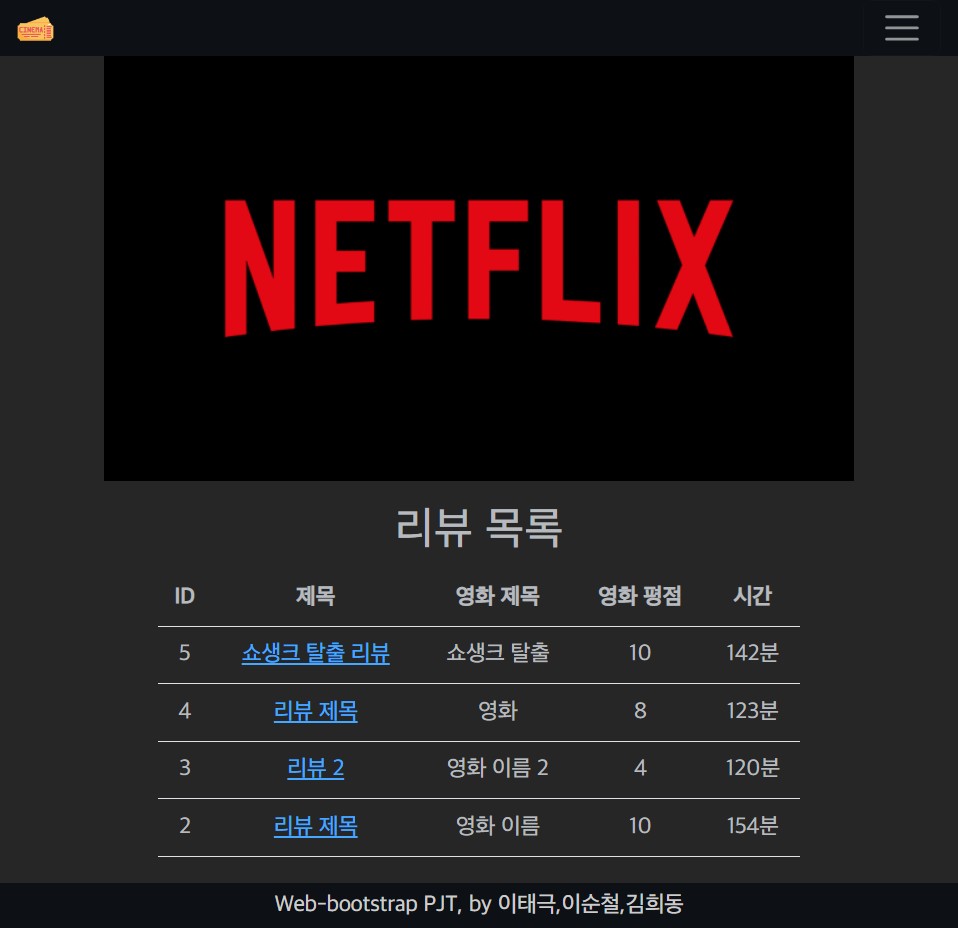 CINEMA
NETFLIX
리뷰 목록
ID 제목 영화 제목 영화 평점 시간
5 쇼생크 탈출 리뷰 쇼생크 탈출 10 142분
4 리뷰 제목 영화 8 123분
3 리뷰 2 영화 이름 2 4 120분
2 리뷰 제목 영화 이름 10 154분
Web-bootstrap PJT, by 이태극,이순철,김희동